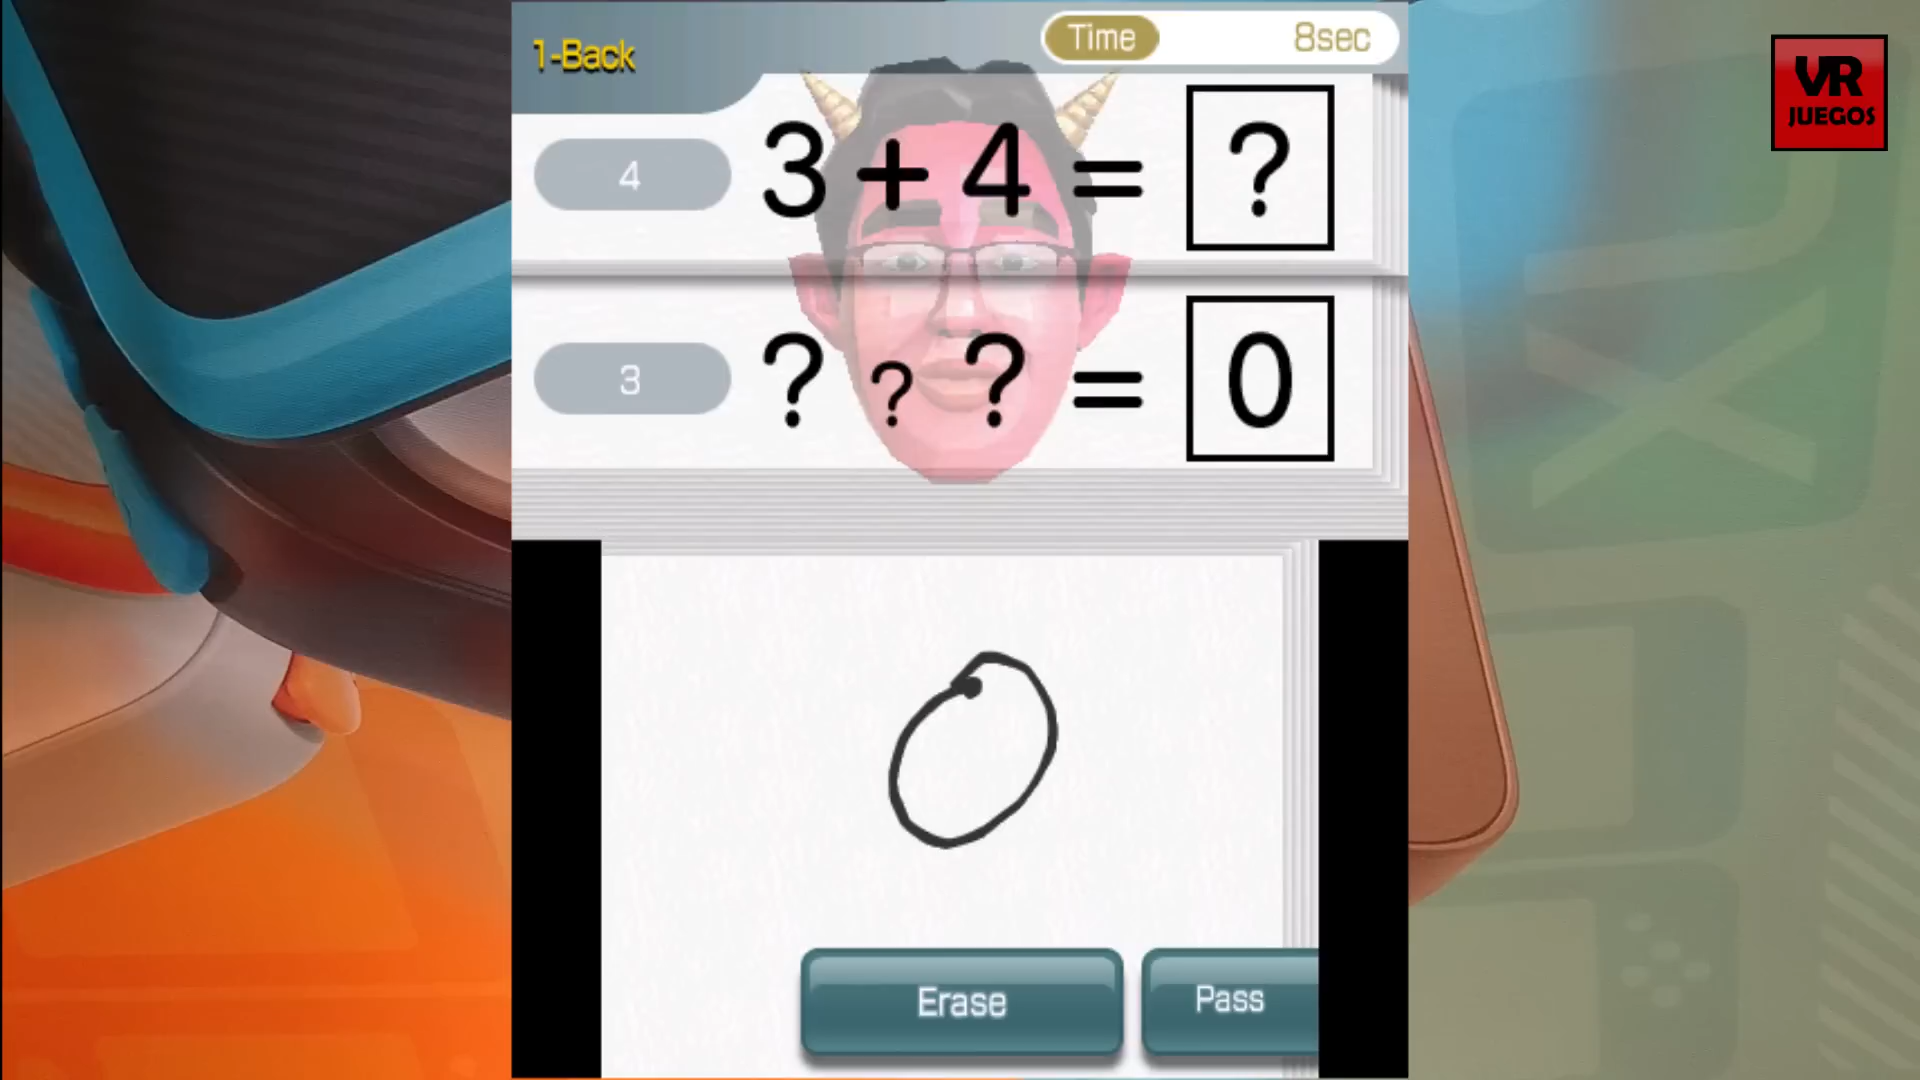 1-Back
Time 8sec
VR
JUEGOS
4 3 + 4 = ?
3 ? ? ? = 0
0
Erase
Pass